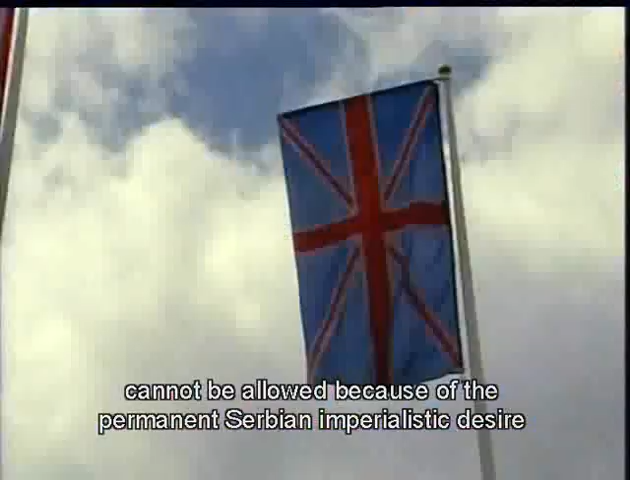 cannot be allowed because of the
permanent Serbian imperialistic desire